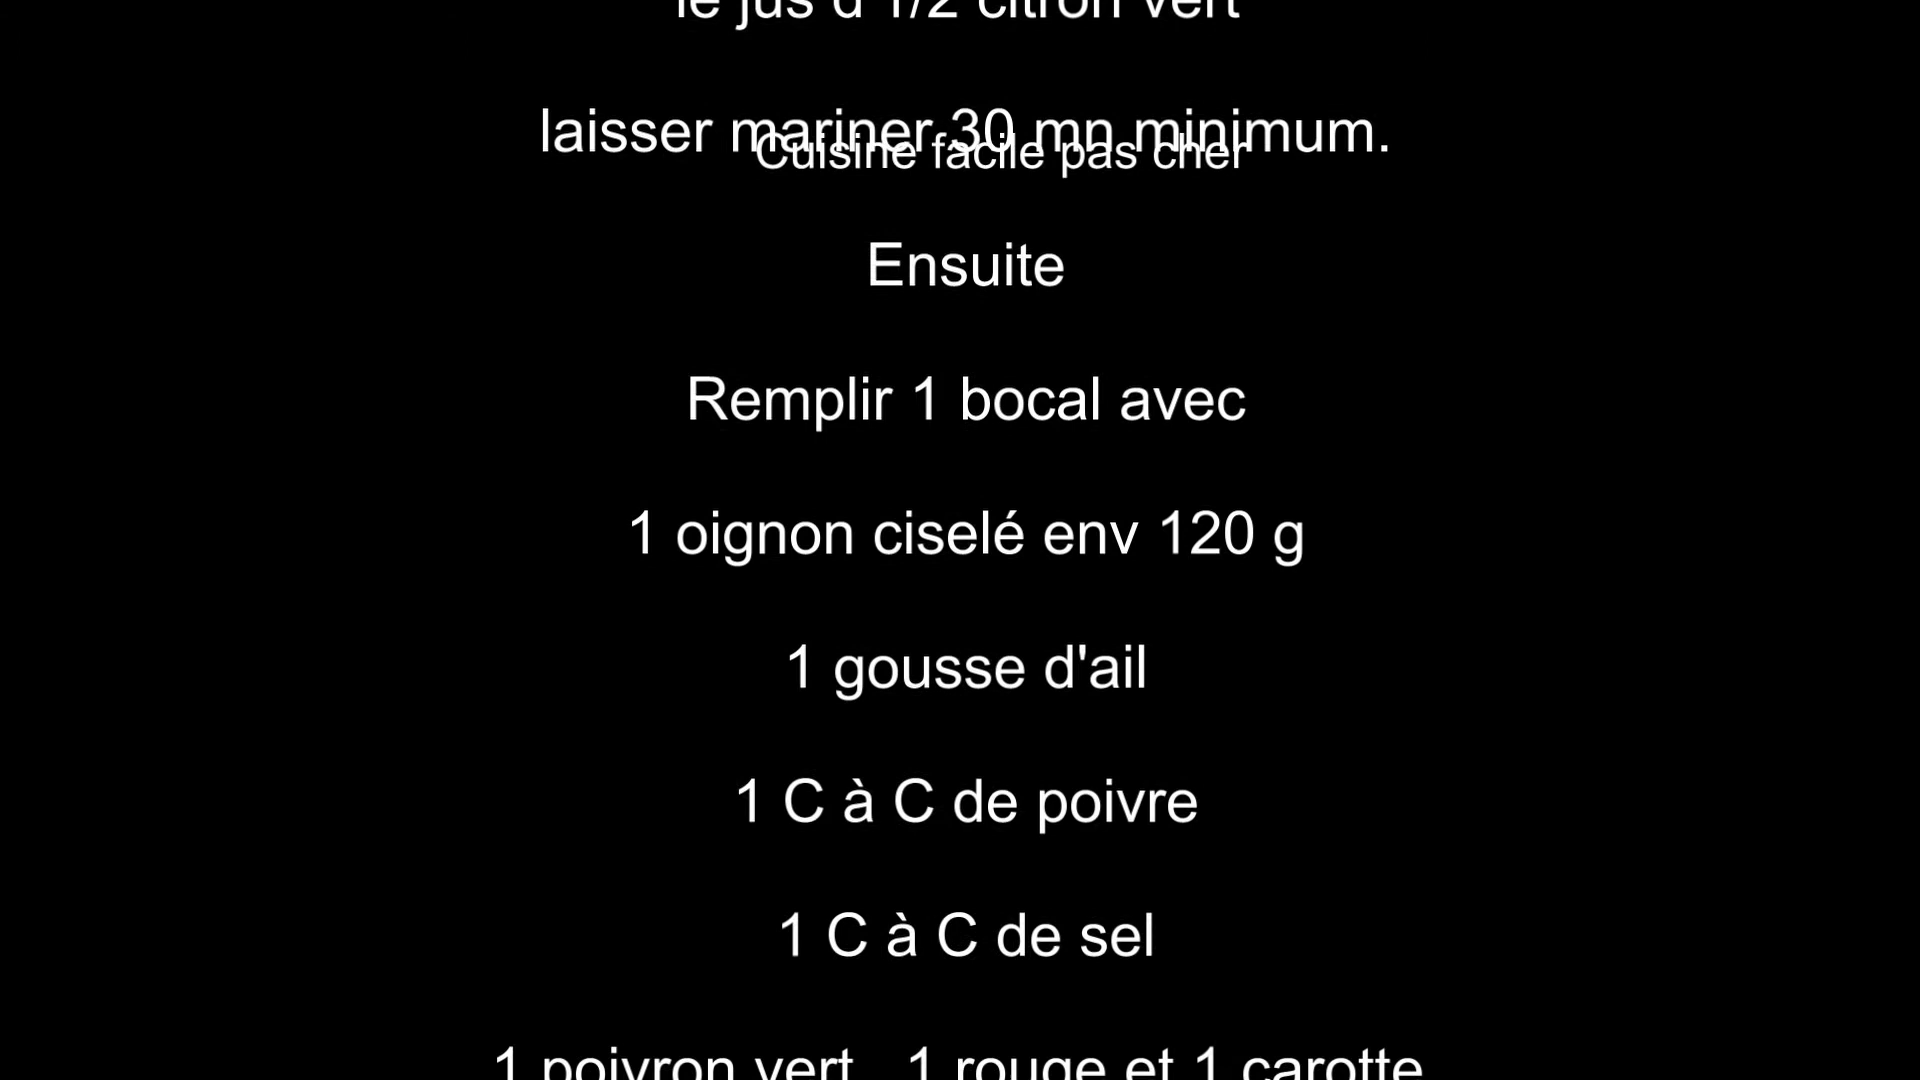 le jus d'1/2 citron vert
laisser mariner 30 mn minimum.
Cuisine facile pas cher
Ensuite
Remplir 1 bocal avec
1 oignon ciselé env 120 g
1 gousse d'ail
1 C à C de poivre
1 C à C de sel
1 poivron vert 1 rouge et 1 carotte